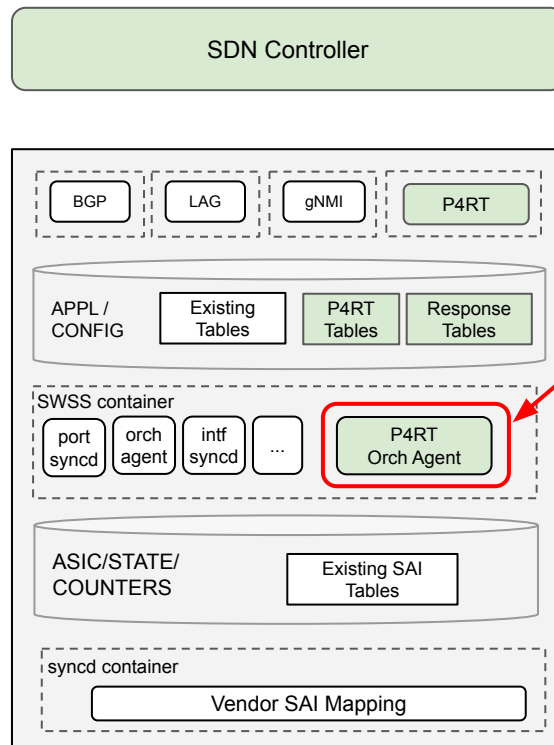 SDN Controller
BGP
LAG
gNMI
P4RT
APPL /
CONFIG
Existing
Tables
P4RT
Tables
Response
Tables
SWSS container
port
syncd
orch
agent
intf
syncd
...
P4RT
Orch Agent
ASIC/STATE/
COUNTERS
Existing SAI
Tables
syncd container
Vendor SAI Mapping